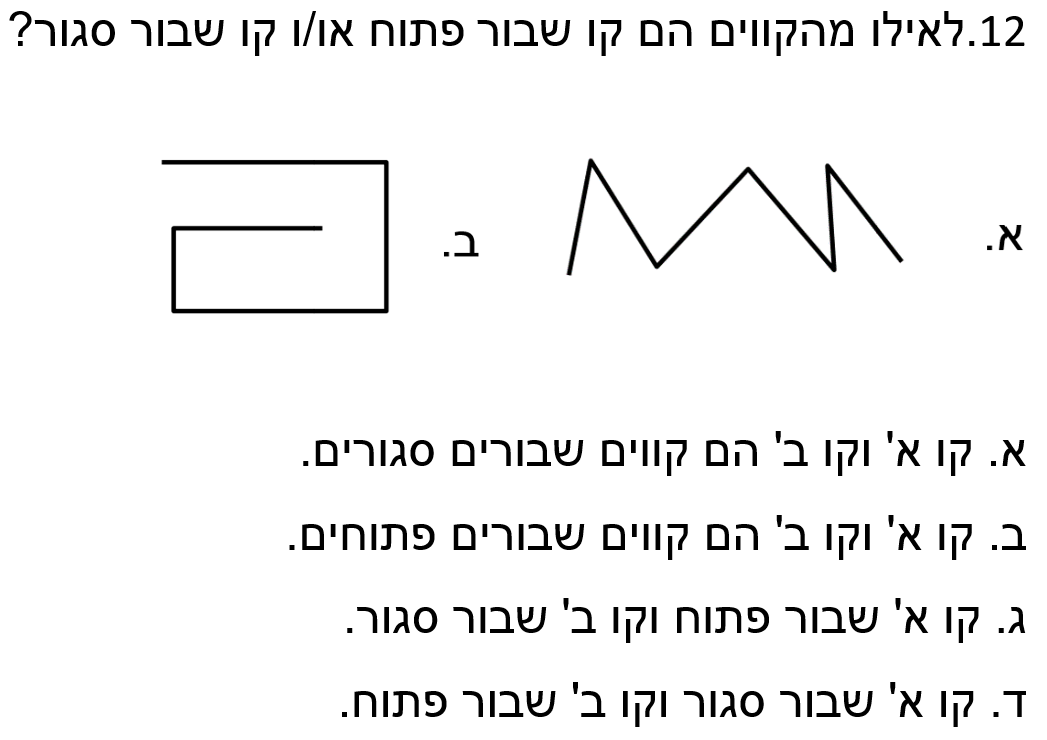 12.לאילו מהקווים הם קו שבור פתוח או/ו קו שבור סגור?
א.
ב.
א. קו א' וקו ב' הם קווים שבורים סגורים.
ב. קו א' וקו ב' הם קווים שבורים פתוחים.
ג. קו א' שבור פתוח וקו ב' שבור סגור.
ד. קו א' שבור סגור וקו ב' שבור פתוח.